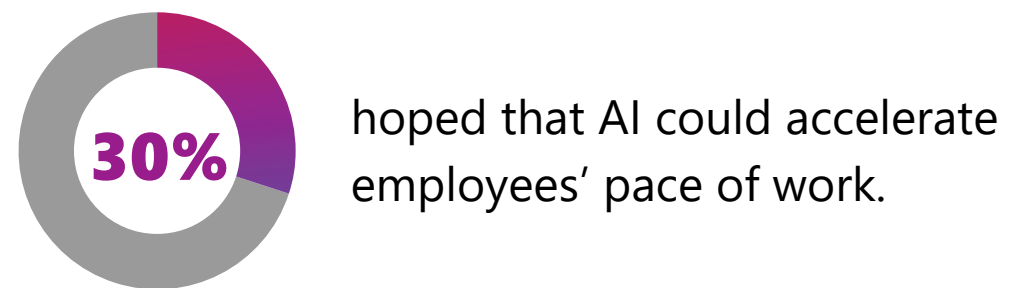 30%
hoped that AI could accelerate
employees’ pace of work.